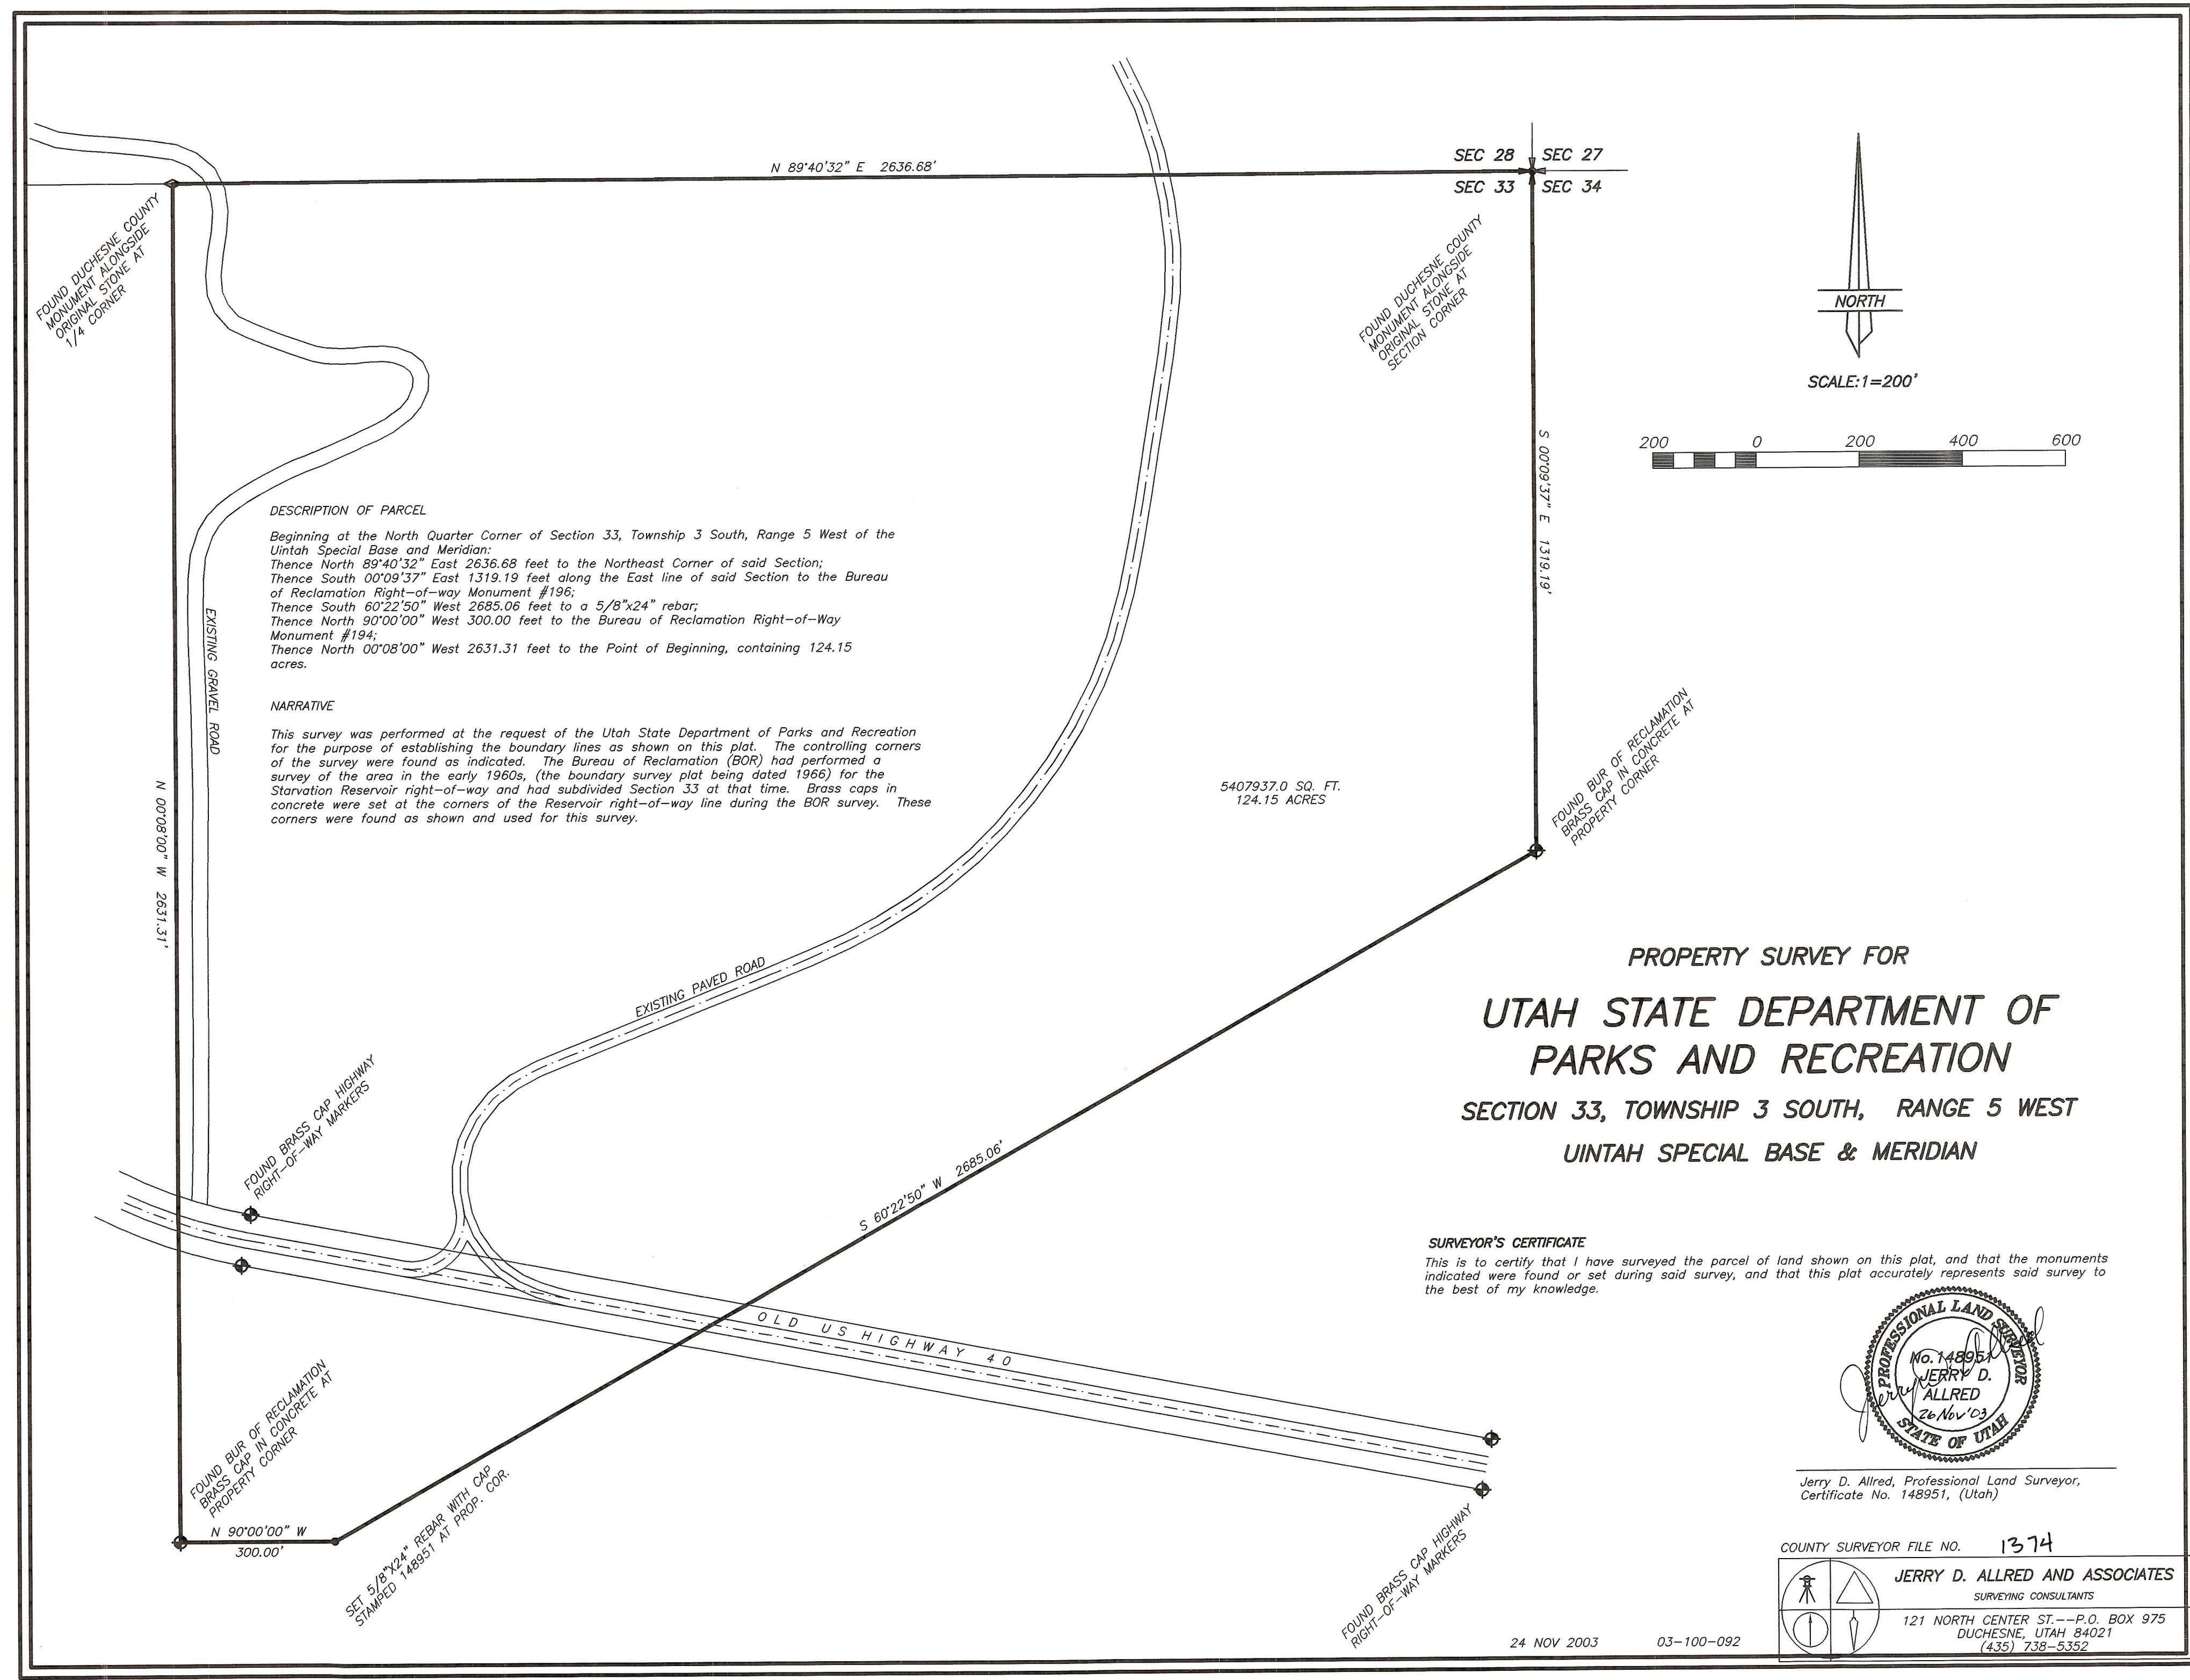 N 89°40'32" E 2636.68'
SEC 28
SEC 27
SEC 33
SEC 34
FOUND DUCHESNE COUNTY
MONUMENT ALONGSIDE
ORIGINAL STONE AT
1/4 CORNER
FOUND DUCHESNE COUNTY
MONUMENT ALONGSIDE
ORIGINAL STONE AT
SECTION CORNER
NORTH
SCALE:1=200'
200 0 200 400 600
S 00°09'37" E 1319.19'
DESCRIPTION OF PARCEL
Beginning at the North Quarter Corner of Section 33, Township 3 South, Range 5 West of the
Uintah Special Base and Meridian:
Thence North 89°40'32" East 2636.68 feet to the Northeast Corner of said Section;
Thence South 00°09'37" East 1319.19 feet along the East line of said Section to the Bureau
of Reclamation Right-of-way Monument #196;
Thence South 60°22'50" West 2685.06 feet to a 5/8"x24" rebar;
Thence North 90°00'00" West 300.00 feet to the Bureau of Reclamation Right-of-Way
Monument #194;
Thence North 00°08'00" West 2631.31 feet to the Point of Beginning, containing 124.15
acres.
EXISTING GRAVEL ROAD
NARRATIVE
This survey was performed at the request of the Utah State Department of Parks and Recreation
for the purpose of establishing the boundary lines as shown on this plat. The controlling corners
of the survey were found as indicated. The Bureau of Reclamation (BOR) had performed a
survey of the area in the early 1960s, (the boundary survey plat being dated 1966) for the
Starvation Reservoir right-of-way and had subdivided Section 33 at that time. Brass caps in
concrete were set at the corners of the Reservoir right-of-way line during the BOR survey. These
corners were found as shown and used for this survey.
N 00°08'00" W 2631.31'
5407937.0 SQ. FT.
124.15 ACRES
FOUND BUR OF RECLAMATION
BRASS CAP IN CONCRETE AT
PROPERTY CORNER
EXISTING PAVED ROAD
PROPERTY SURVEY FOR
UTAH STATE DEPARTMENT OF
PARKS AND RECREATION
SECTION 33, TOWNSHIP 3 SOUTH, RANGE 5 WEST
UINTAH SPECIAL BASE & MERIDIAN
FOUND BRASS CAP HIGHWAY
RIGHT-OF-WAY MARKERS
S 60°22'50" W 2685.06'
SURVEYOR'S CERTIFICATE
This is to certify that I have surveyed the parcel of land shown on this plat, and that the monuments
indicated were found or set during said survey, and that this plat accurately represents said survey to
the best of my knowledge.
OLD US HIGHWAY 40
PROFESSIONAL LAND SURVEYOR
No. 148951
JERRY D.
ALLRED
26 Nov '03
STATE OF UTAH
Jerry D. Allred
Jerry D. Allred, Professional Land Surveyor,
Certificate No. 148951, (Utah)
FOUND BUR OF RECLAMATION
BRASS CAP IN CONCRETE AT
PROPERTY CORNER
N 90°00'00" W
300.00'
SET 5/8"X24" REBAR WITH CAP
STAMPED 148951 AT PROP. COR.
FOUND BRASS CAP HIGHWAY
RIGHT-OF-WAY MARKERS
COUNTY SURVEYOR FILE NO. 1374
JERRY D. ALLRED AND ASSOCIATES
SURVEYING CONSULTANTS
121 NORTH CENTER ST.--P.O. BOX 975
DUCHESNE, UTAH 84021
(435) 738-5352
24 NOV 2003 03-100-092